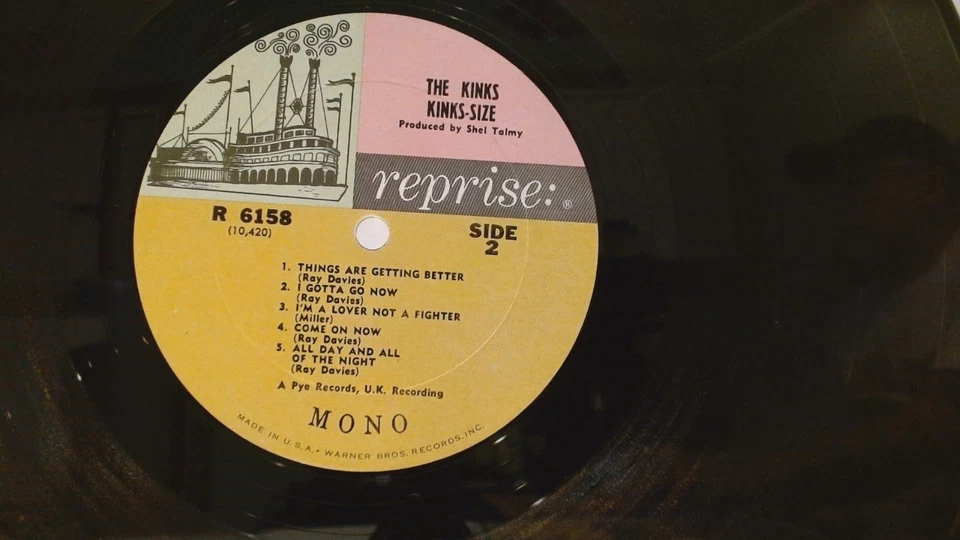 THE KINKS
KINKS-SIZE
Produced by Shel Talmy
reprise:®
R 6158
(10,420)
SIDE
2
1. THINGS ARE GETTING BETTER
(Ray Davies)
2. I GOTTA GO NOW
(Ray Davies)
3. I'M A LOVER NOT A FIGHTER
(Miller)
4. COME ON NOW
(Ray Davies)
5. ALL DAY AND ALL
OF THE NIGHT
(Ray Davies)
A Pye Records, U.K. Recording
MONO
MADE IN U.S.A. • WARNER BROS. RECORDS, INC.